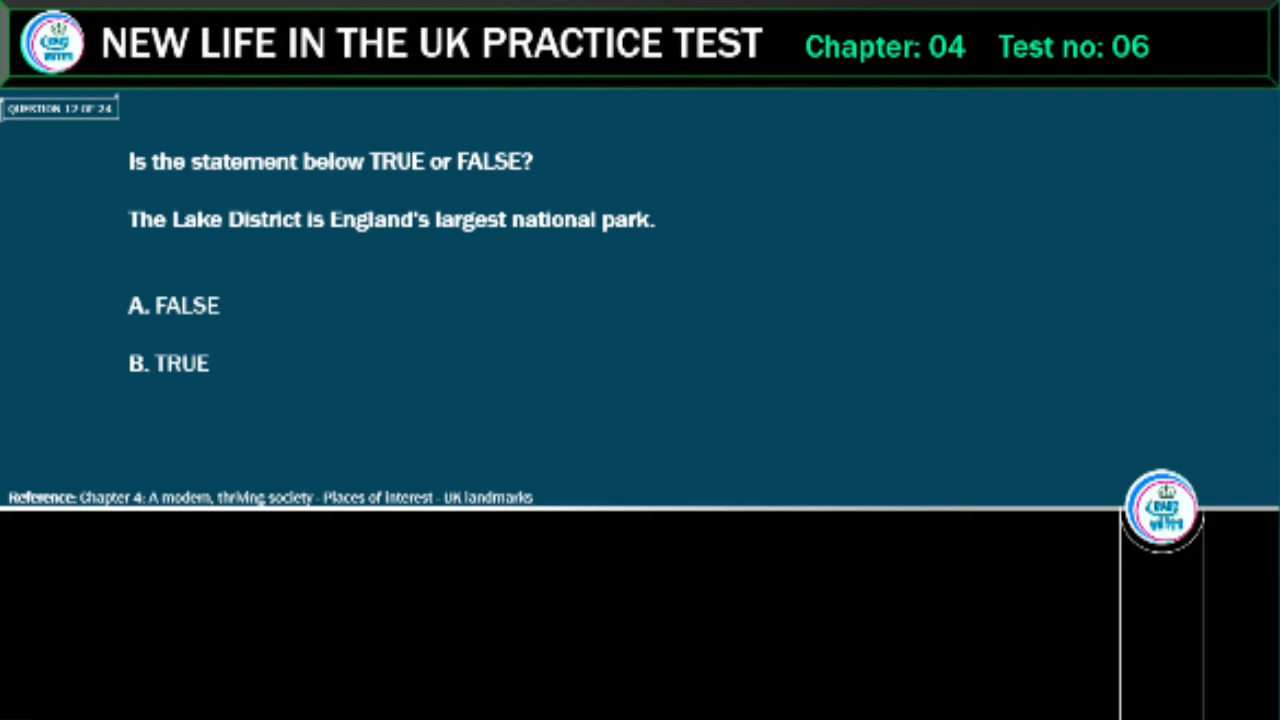 NEW LIFE IN THE UK PRACTICE TEST Chapter: 04 Test no: 06
QUESTION 12 OF 24
Is the statement below TRUE or FALSE?
The Lake District is England's largest national park.
A. FALSE
B. TRUE
Reference: Chapter 4: A modern, thriving society - Places of interest - UK landmarks